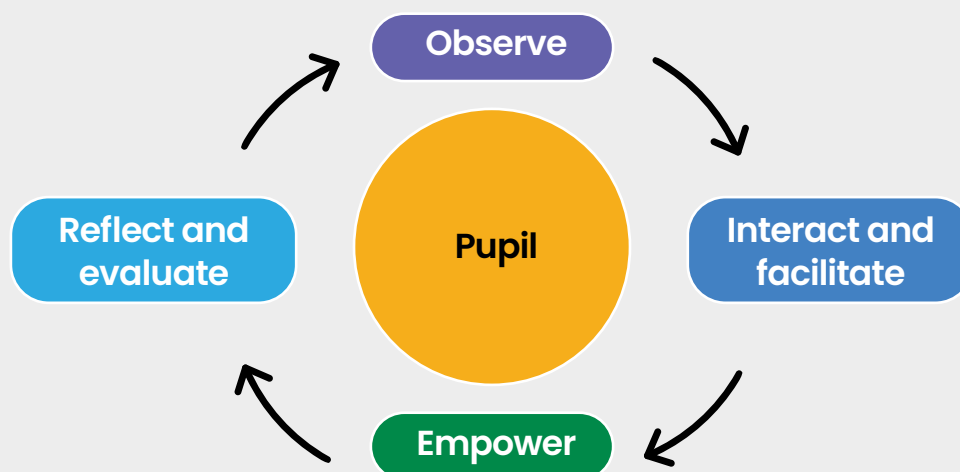 Observe
Reflect and
evaluate
Pupil
Interact and
facilitate
Empower